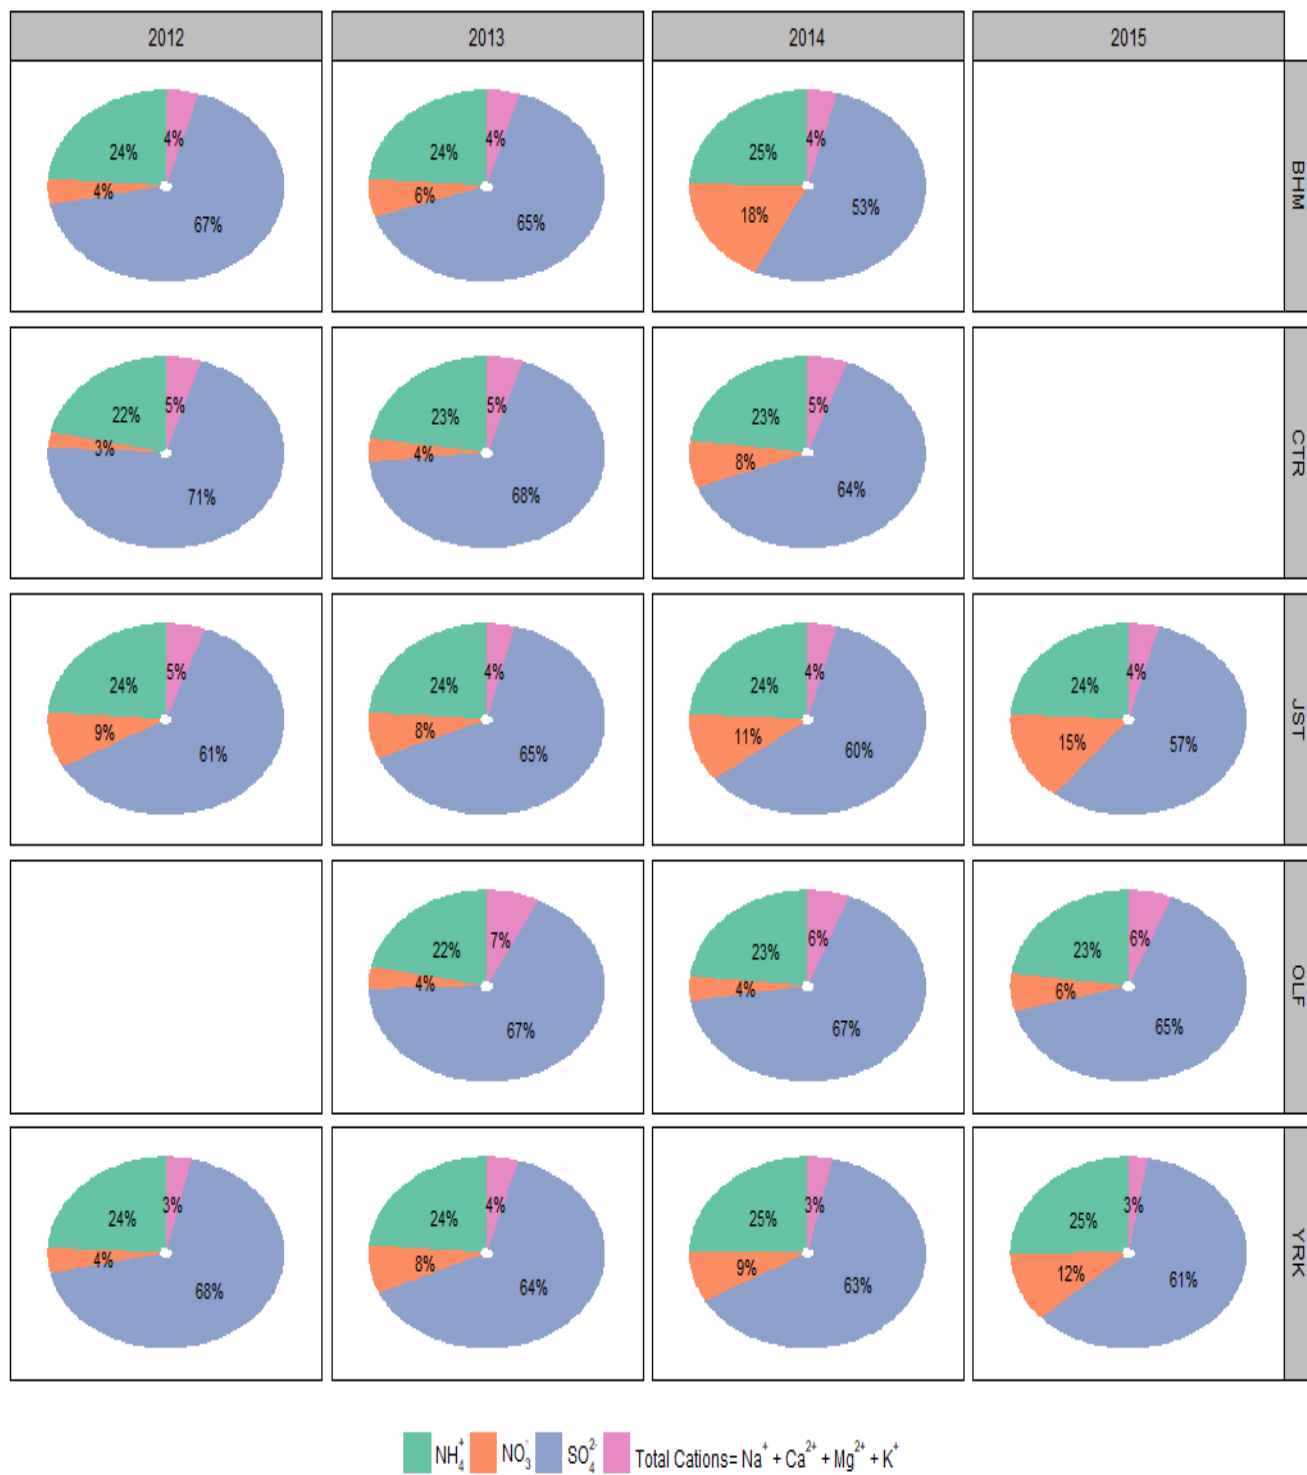 2012 2013 2014 2015
4% 4% 4%
24% 24% 25%
4% 6% 18% 53%
67% 65%
BHM
22% 5% 23% 5% 23% 5%
3% 4% 8%
71% 68% 64%
CTR
5% 4% 4% 4%
24% 24% 24% 24%
9% 8% 11% 15%
61% 65% 60% 57%
JST
22% 7% 23% 6% 23% 6%
4% 4% 6%
67% 67% 65%
OLF
3% 4% 3% 3%
24% 24% 25% 25%
4% 8% 9% 12%
68% 64% 63% 61%
YRK
NH₄⁺ NO₃⁻ SO₄²⁻ Total Cations= Na⁺ + Ca²⁺ + Mg²⁺ + K⁺